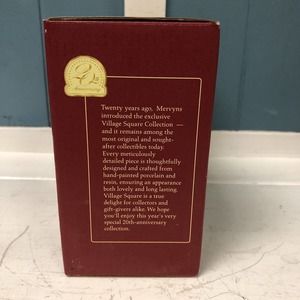 Anniversary
Twenty years ago, Mervyns
introduced the exclusive
Village Square Collection —
and it remains among the
most original and sought-
after collectibles today.
Every meticulously
detailed piece is thoughtfully
designed and crafted from
hand-painted porcelain and
resin, ensuring an appearance
both lovely and long lasting.
Village Square is a true
delight for collectors and
gift-givers alike. We hope
you'll enjoy this year's very
special 20th-anniversary
collection.